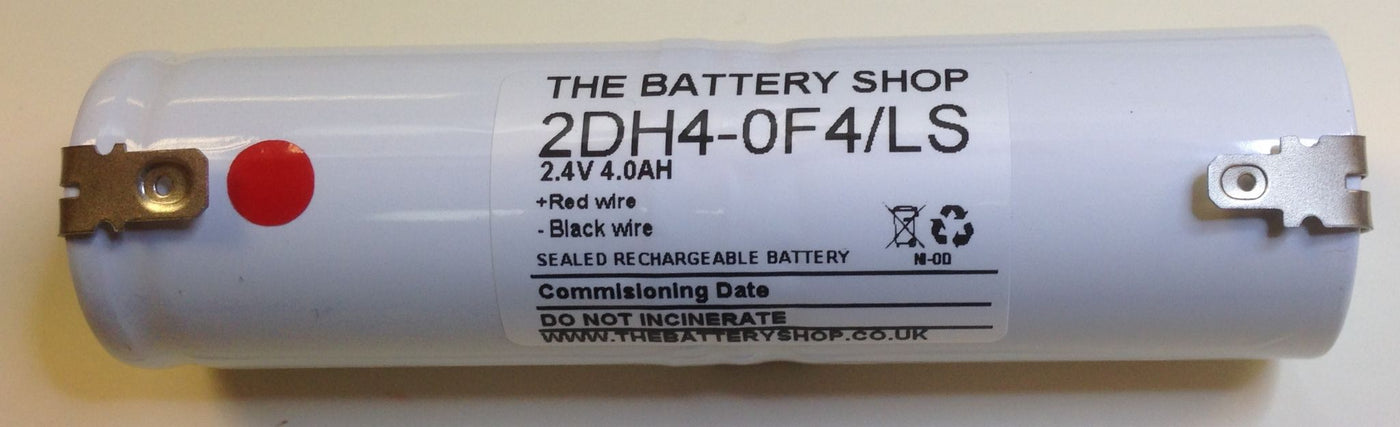 THE BATTERY SHOP
2DH4-0F4/LS
2.4V 4.0AH
+Red wire
- Black wire
NI-OD
SEALED RECHARGEABLE BATTERY
Commisioning Date
DO NOT INCINERATE
WWW.THEBATTERYSHOP.CO.UK